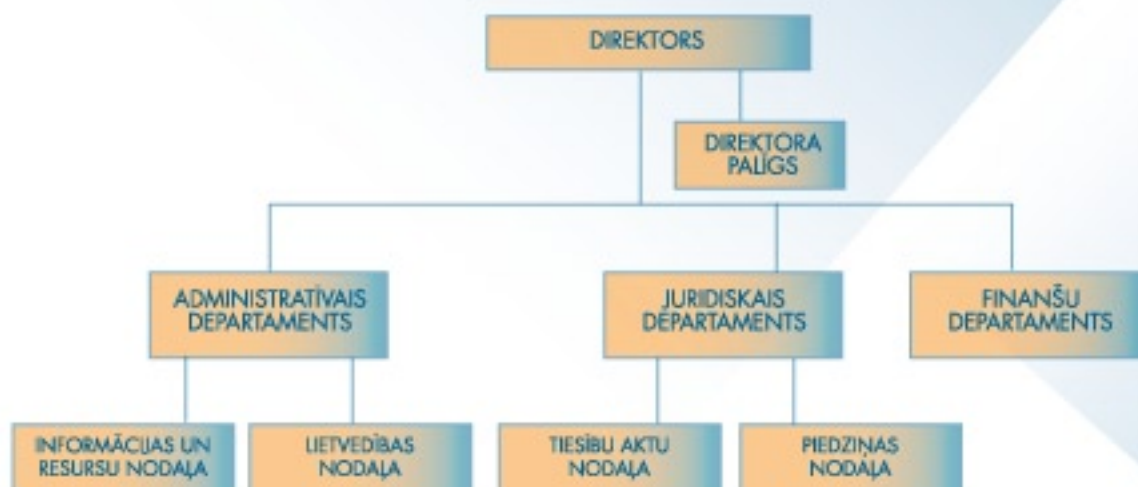 DIREKTORS
DIREKTORA
PALĪGS
ADMINISTRATĪVAIS
DEPARTAMENTS
JURIDISKAIS
DEPARTAMENTS
FINANŠU
DEPARTAMENTS
INFORMĀCIJAS UN
RESURSU NODAĻA
LIETVEDĪBAS
NODAĻA
TIESĪBU AKTU
NODAĻA
PIEDZIŅAS
NODAĻA